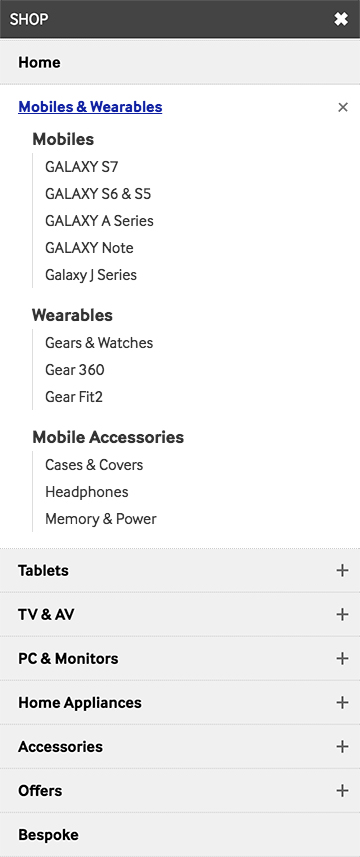 SHOP
Home
Mobiles & Wearables
Mobiles
GALAXY S7
GALAXY S6 & S5
GALAXY A Series
GALAXY Note
Galaxy J Series
Wearables
Gears & Watches
Gear 360
Gear Fit2
Mobile Accessories
Cases & Covers
Headphones
Memory & Power
Tablets
TV & AV
PC & Monitors
Home Appliances
Accessories
Offers
Bespoke